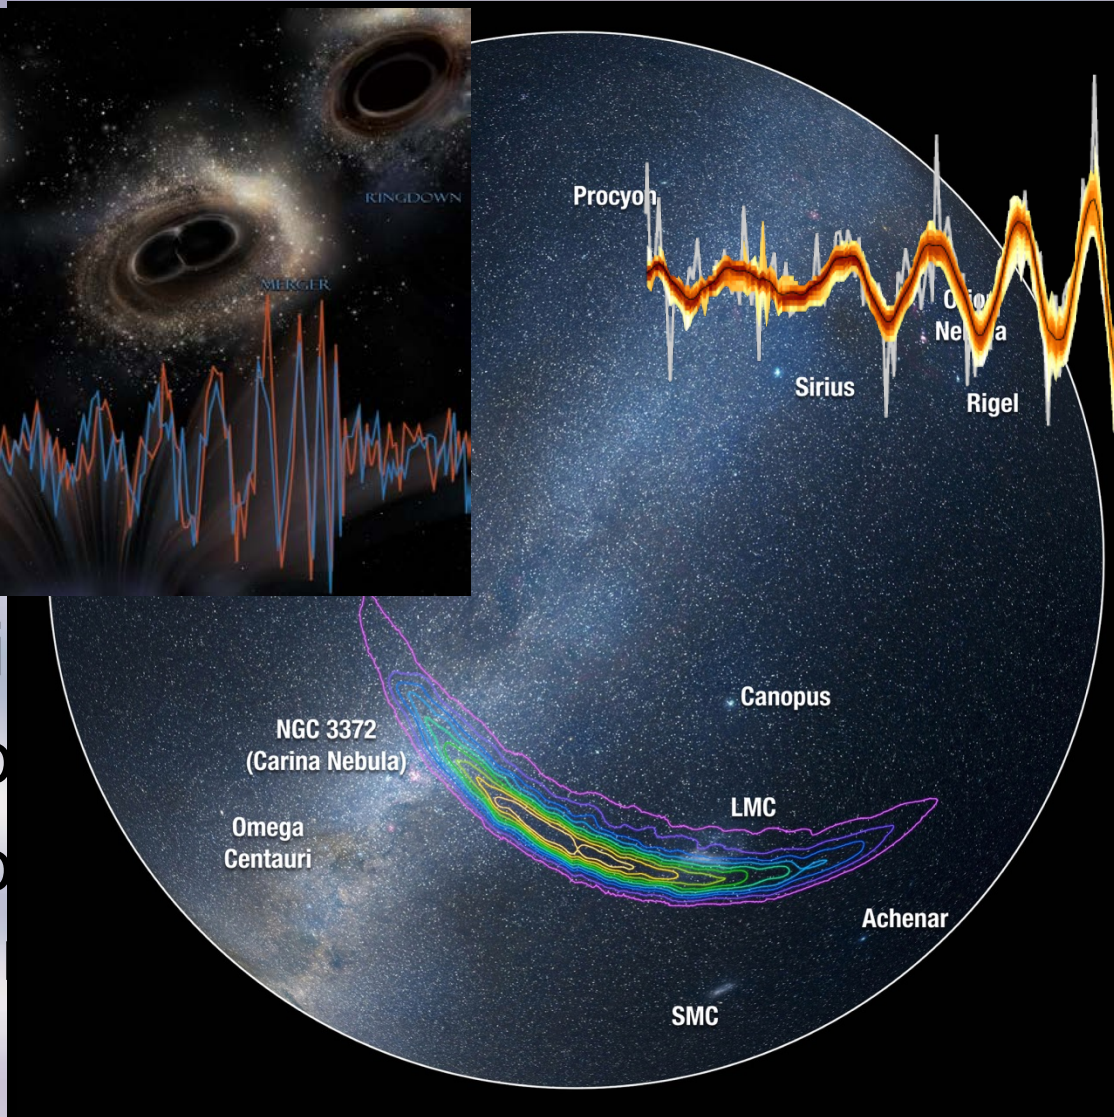 RINGDOWN
MERGER
Procyon
Sirius
Rigel
Canopus
NGC 3372
(Carina Nebula)
LMC
Omega
Centauri
Achenar
SMC